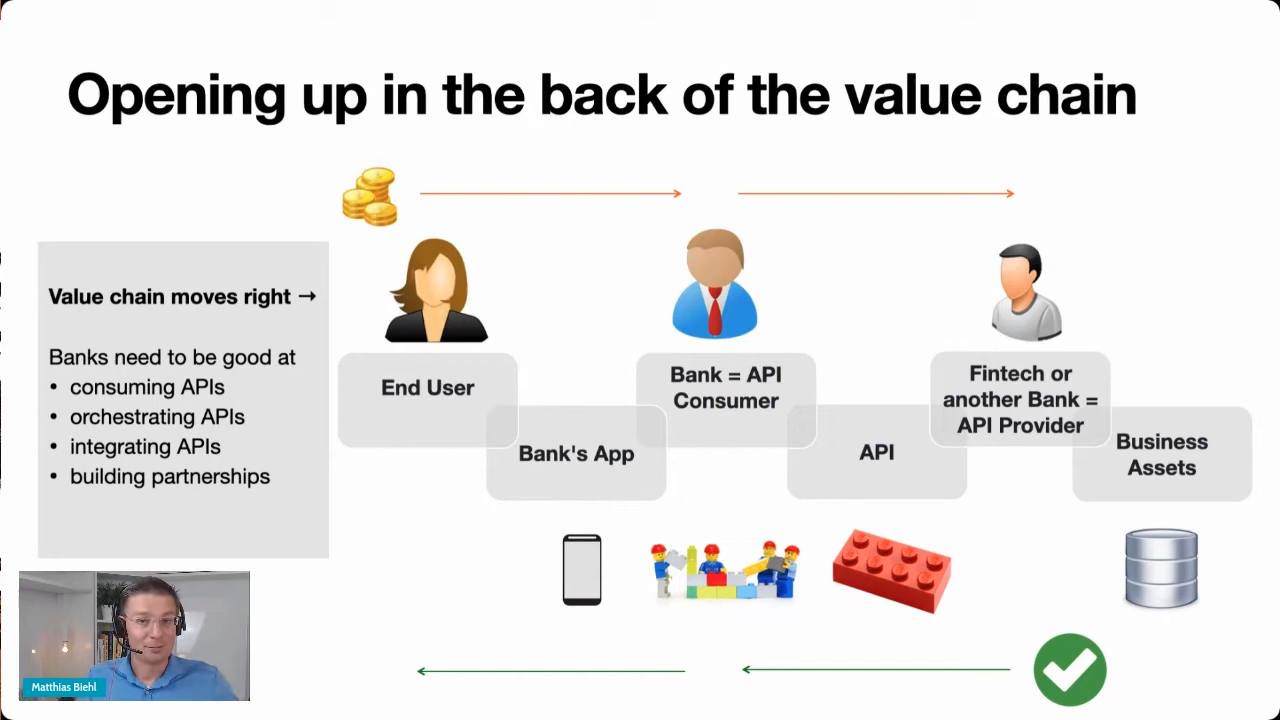 Opening up in the back of the value chain
Value chain moves right →
Banks need to be good at
• consuming APIs
• orchestrating APIs
• integrating APIs
• building partnerships
End User
Bank's App
Bank = API
Consumer
API
Fintech or
another Bank =
API Provider
Business
Assets
Matthias Biehl